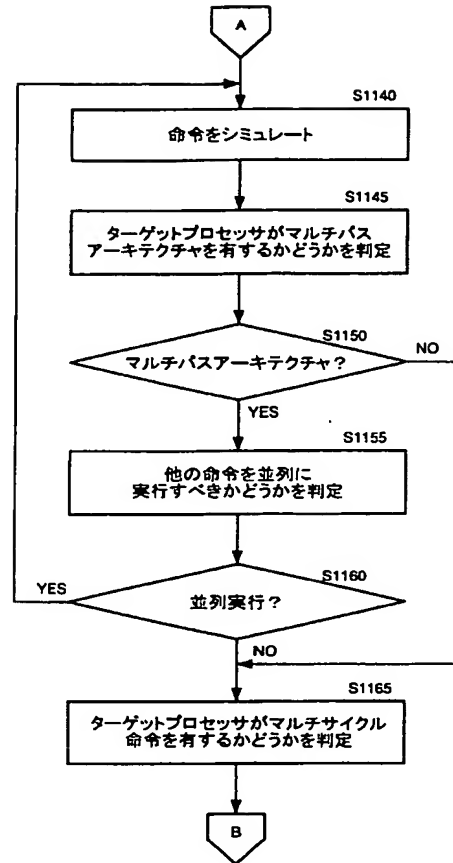 A
S1140
命令をシミュレート
S1145
ターゲットプロセッサがマルチパス
アーキテクチャを有するかどうかを判定
S1150
マルチパスアーキテクチャ？
NO
YES
S1155
他の命令を並列に
実行すべきかどうかを判定
S1160
YES
並列実行？
NO
S1165
ターゲットプロセッサがマルチサイクル
命令を有するかどうかを判定
B